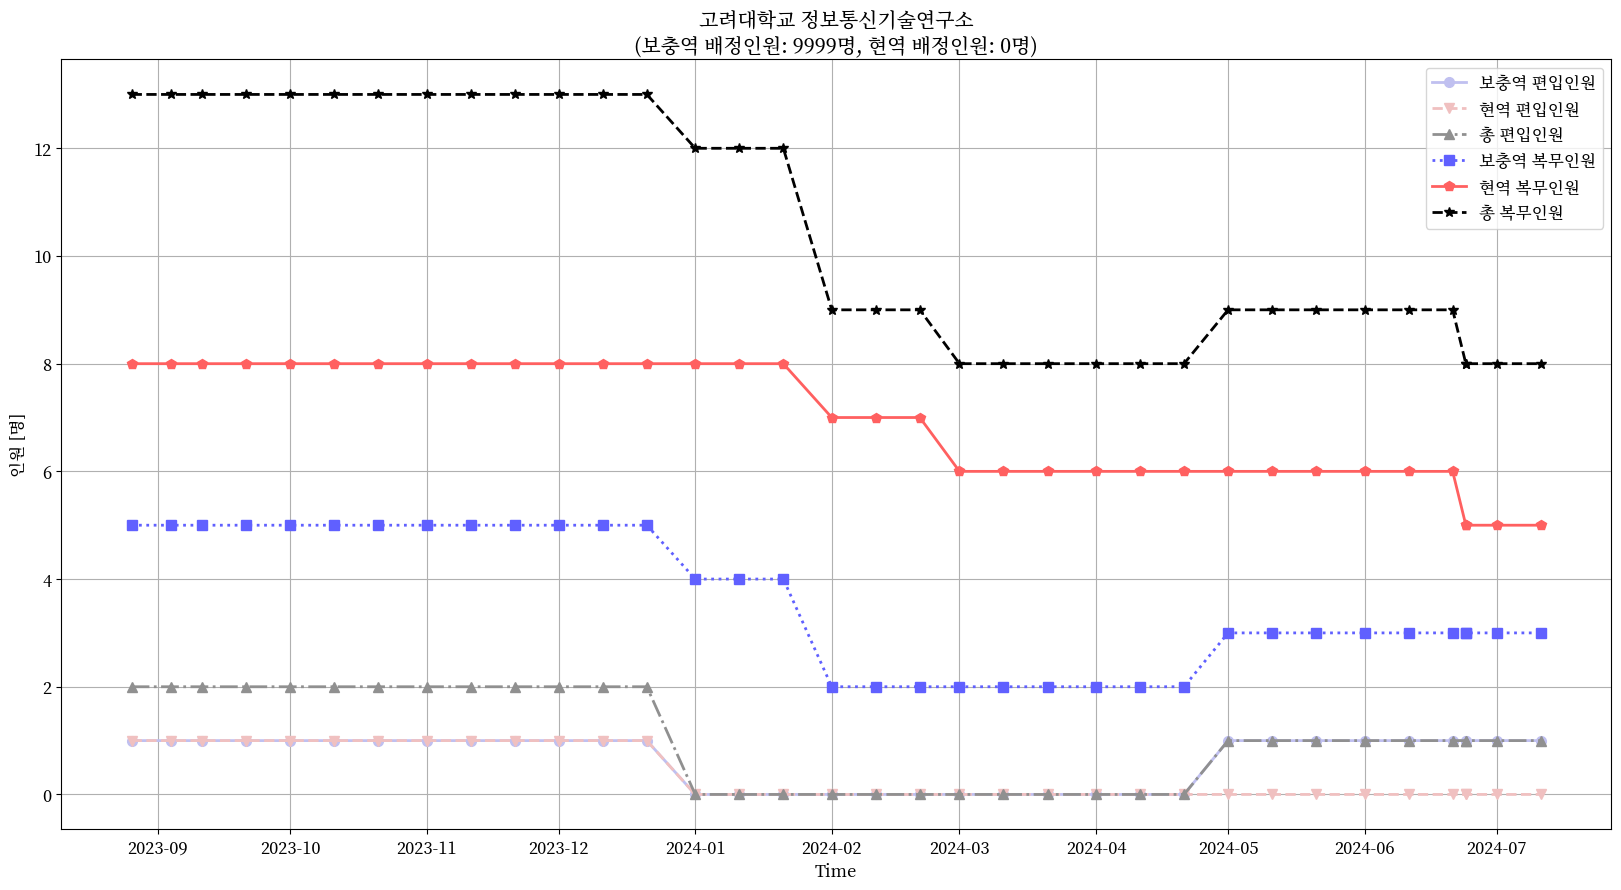 고려대학교 정보통신기술연구소
(보충역 배정인원: 9999명, 현역 배정인원: 0명)
보충역 편입인원
현역 편입인원
총 편입인원
보충역 복무인원
현역 복무인원
총 복무인원
인원 [명]
12
10
8
6
4
2
0
2023-09 2023-10 2023-11 2023-12 2024-01 2024-02 2024-03 2024-04 2024-05 2024-06 2024-07
Time